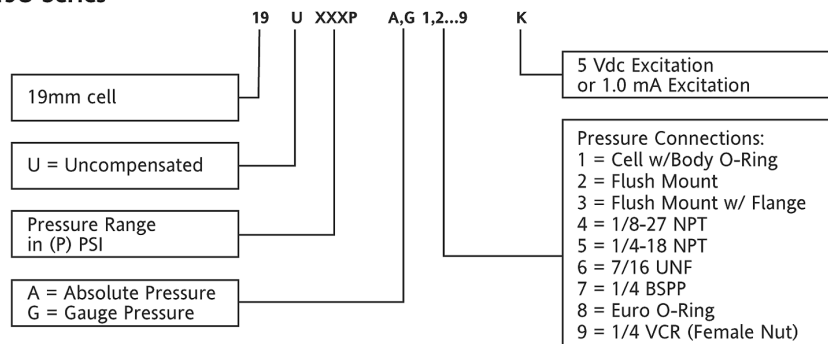 19 U XXXP A,G 1,2...9 K
19mm cell
U = Uncompensated
Pressure Range
in (P) PSI
A = Absolute Pressure
G = Gauge Pressure
5 Vdc Excitation
or 1.0 mA Excitation
Pressure Connections:
1 = Cell w/Body O-Ring
2 = Flush Mount
3 = Flush Mount w/ Flange
4 = 1/8-27 NPT
5 = 1/4-18 NPT
6 = 7/16 UNF
7 = 1/4 BSPP
8 = Euro O-Ring
9 = 1/4 VCR (Female Nut)